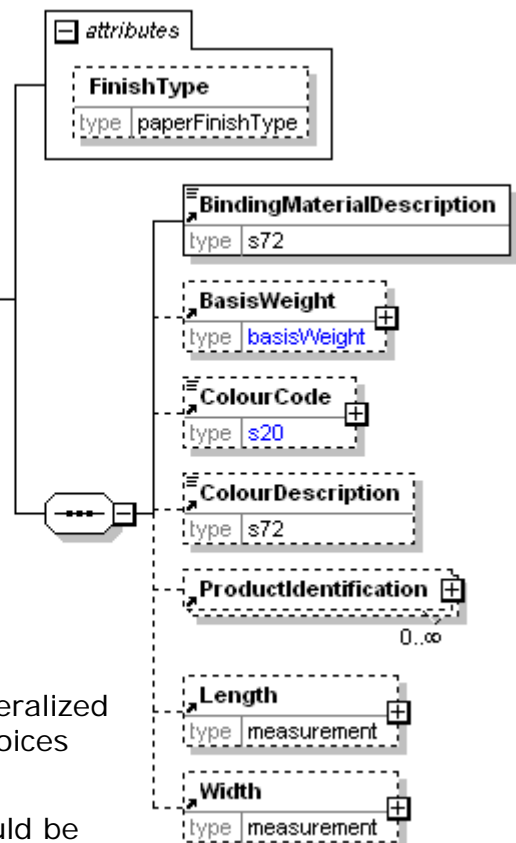 attributes
FinishType
type paperFinishType
BindingMaterialDescription
type s72
BasisWeight
type basisWeight
ColourCode
type s20
ColourDescription
type s72
ProductIdentification
0..∞
Length
type measurement
Width
type measurement
eralized
oices
uld be